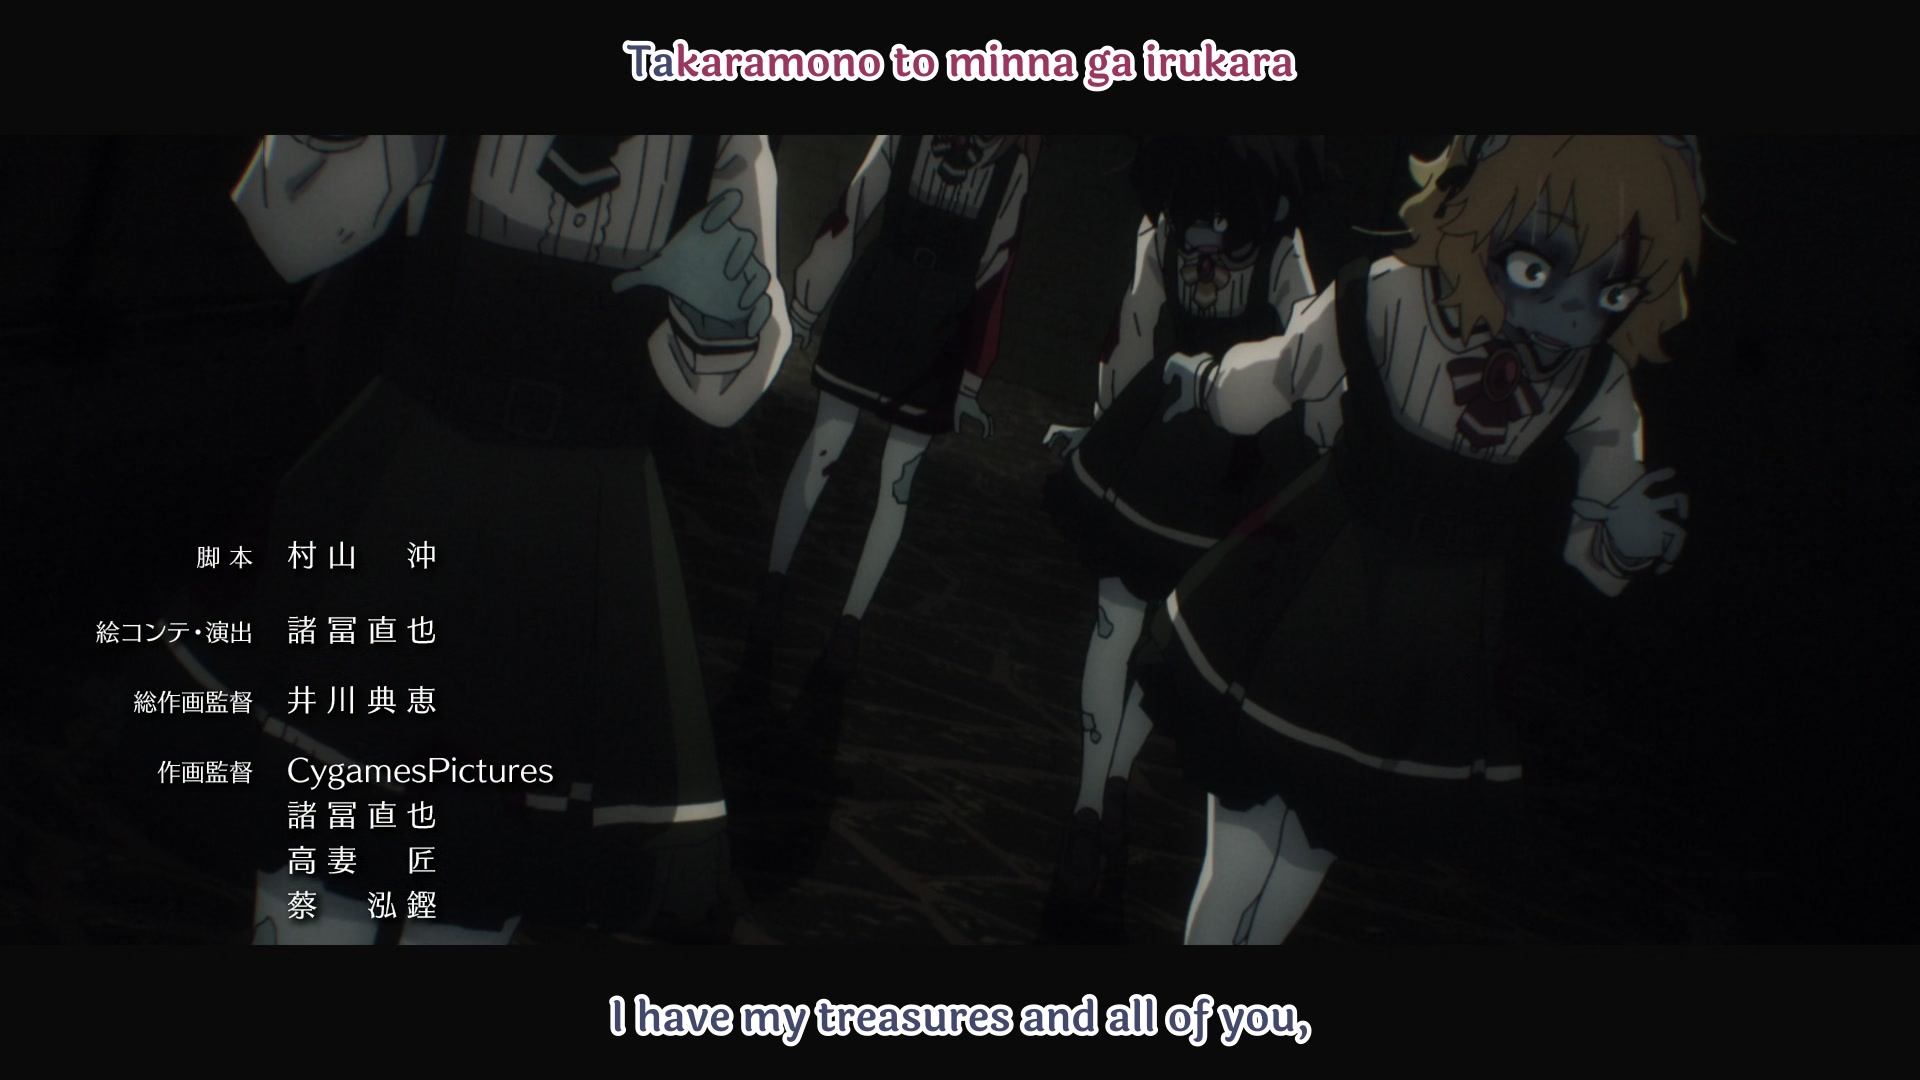 Takaramono to minna ga irukara
脚本 村山 沖
絵コンテ・演出 諸冨直也
総作画監督 井川典恵
作画監督 CygamesPictures
諸冨直也
高妻 匠
蔡 泓鏗
I have my treasures and all of you,